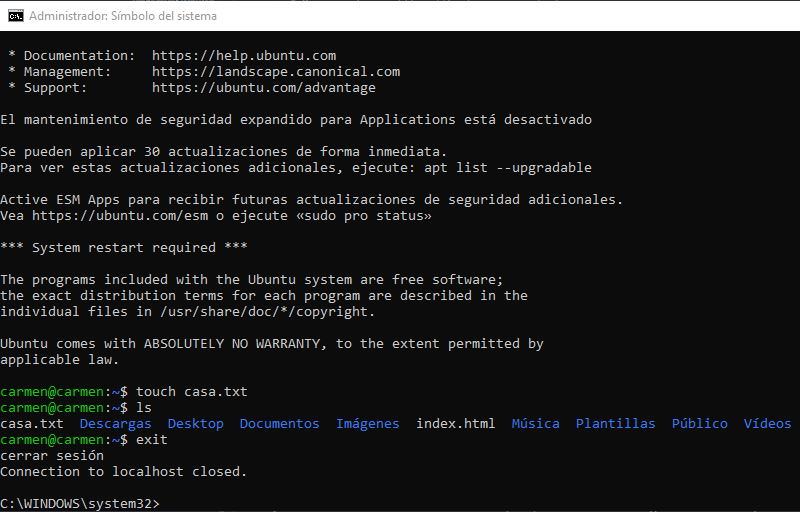 Administrador: Símbolo del sistema
* Documentation:  https://help.ubuntu.com
* Management:     https://landscape.canonical.com
* Support:        https://ubuntu.com/advantage
El mantenimiento de seguridad expandido para Applications está desactivado
Se pueden aplicar 30 actualizaciones de forma inmediata.
Para ver estas actualizaciones adicionales, ejecute: apt list --upgradable
Active ESM Apps para recibir futuras actualizaciones de seguridad adicionales.
Vea https://ubuntu.com/esm o ejecute «sudo pro status»
*** System restart required ***
The programs included with the Ubuntu system are free software;
the exact distribution terms for each program are described in the
individual files in /usr/share/doc/*/copyright.
Ubuntu comes with ABSOLUTELY NO WARRANTY, to the extent permitted by
applicable law.
carmen@carmen:~$ touch casa.txt
carmen@carmen:~$ ls
casa.txt  Descargas  Desktop  Documentos  Imágenes  index.html  Música  Plantillas  Público  Vídeos
carmen@carmen:~$ exit
cerrar sesión
Connection to localhost closed.
C:\WINDOWS\system32>